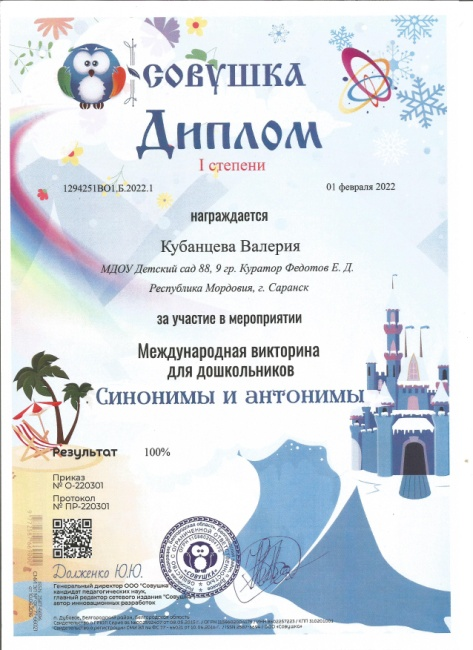 СОВУШКА
Диплом
I степени
1294251ВО1.Б.2022.1 01 февраля 2022
награждается
Кубанцева Валерия
МДОУ Детский сад 88, 9 гр. Куратор Федотов Е. Д.
Республика Мордовия, г. Саранск
за участие в мероприятии
Международная викторина
для дошкольников
Синонимы и антонимы
Результат 100%
Приказ
№ О-220301
Протокол
№ ПР-220301
Долженко Ю.Ю.
Генеральный директор ООО "Совушка"
кандидат педагогических наук,
главный редактор сетевого издания "Совушка"
автор инновационных разработок